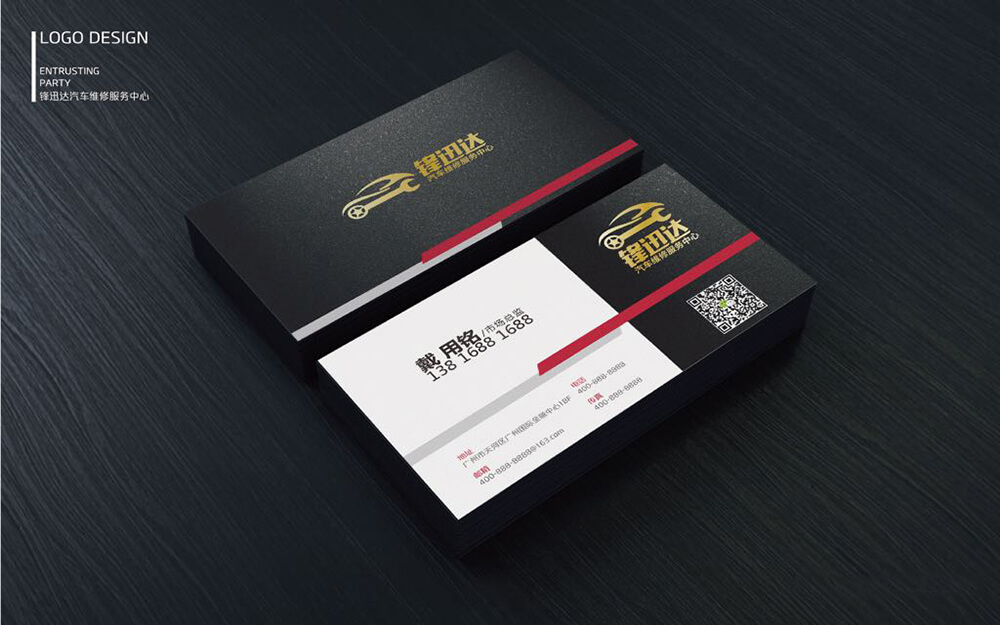 LOGO DESIGN
ENTRUSTING
PARTY
锋迅达汽车维修服务中心
锋迅达
汽车维修服务中心
锋迅达
汽车维修服务中心
戴 用铭/市场总监
138 1688 1688
电话
400-888-8888
传真
400-888-8888
地址
广州市天河区广州国际金融中心18F
邮箱
400-888-8888@163.com